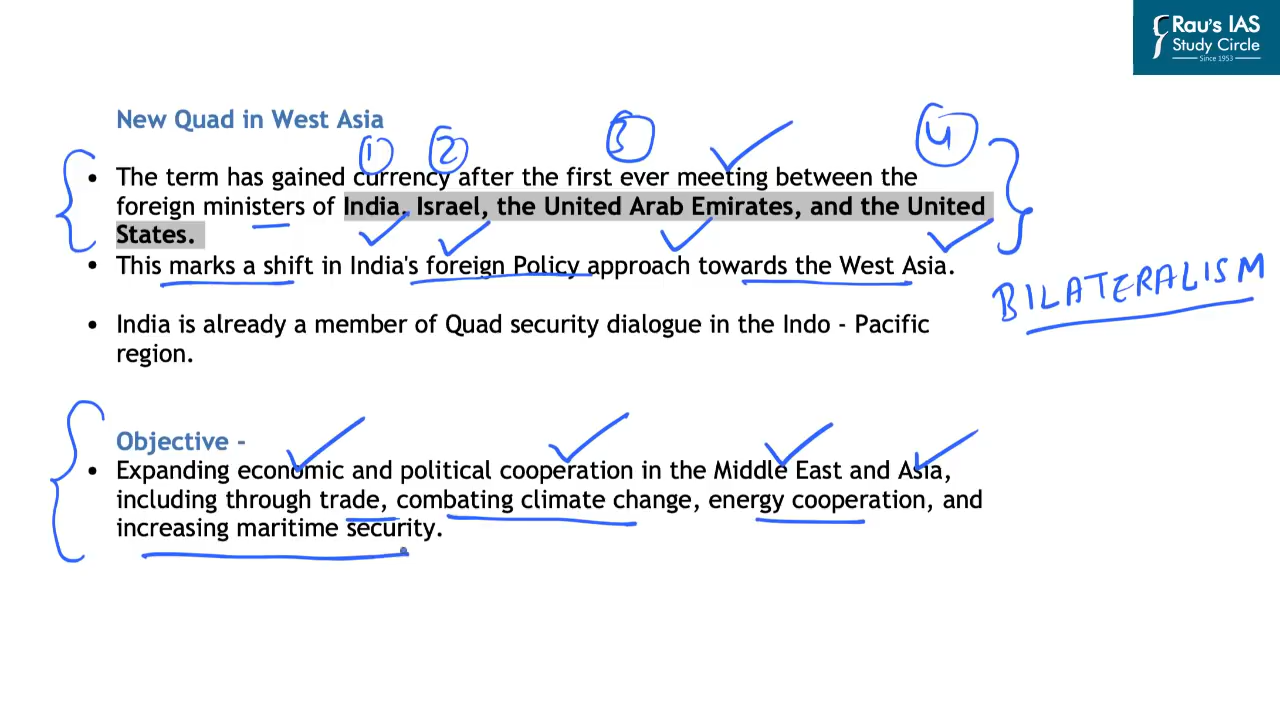 Rau's IAS
Study Circle
Since 1953
New Quad in West Asia
1 2 3 4
• The term has gained currency after the first ever meeting between the
foreign ministers of India, Israel, the United Arab Emirates, and the United
States.
• This marks a shift in India's foreign Policy approach towards the West Asia.
BILATERALISM
• India is already a member of Quad security dialogue in the Indo - Pacific
region.
Objective -
• Expanding economic and political cooperation in the Middle East and Asia,
including through trade, combating climate change, energy cooperation, and
increasing maritime security.